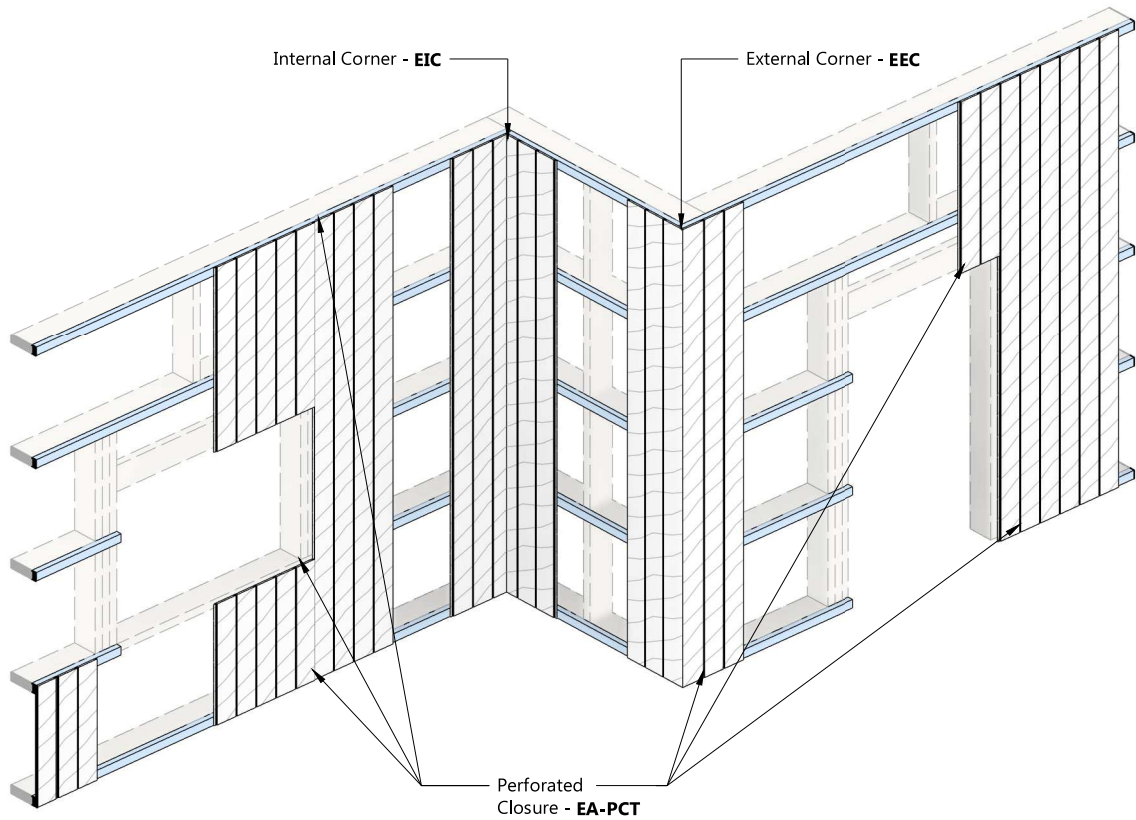 Internal Corner - EIC
External Corner - EEC
Perforated
Closure - EA-PCT